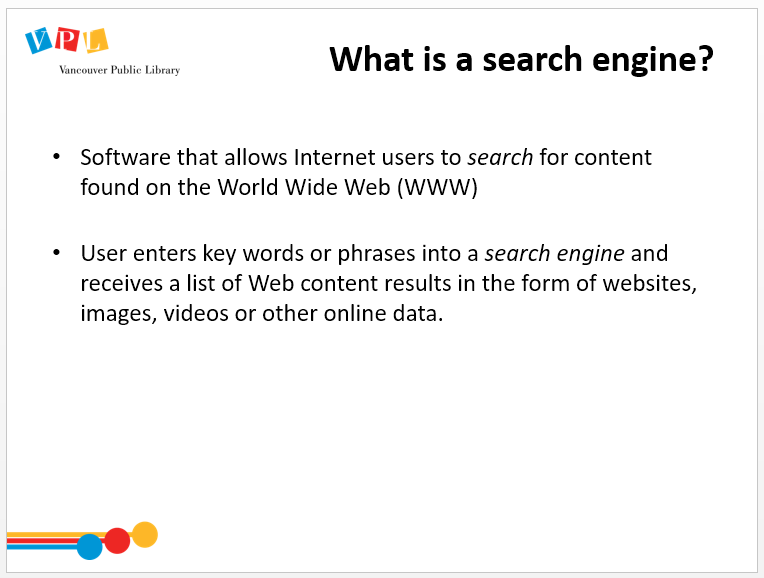 VPL
Vancouver Public Library
What is a search engine?
• Software that allows Internet users to search for content
found on the World Wide Web (WWW)
• User enters key words or phrases into a search engine and
receives a list of Web content results in the form of websites,
images, videos or other online data.